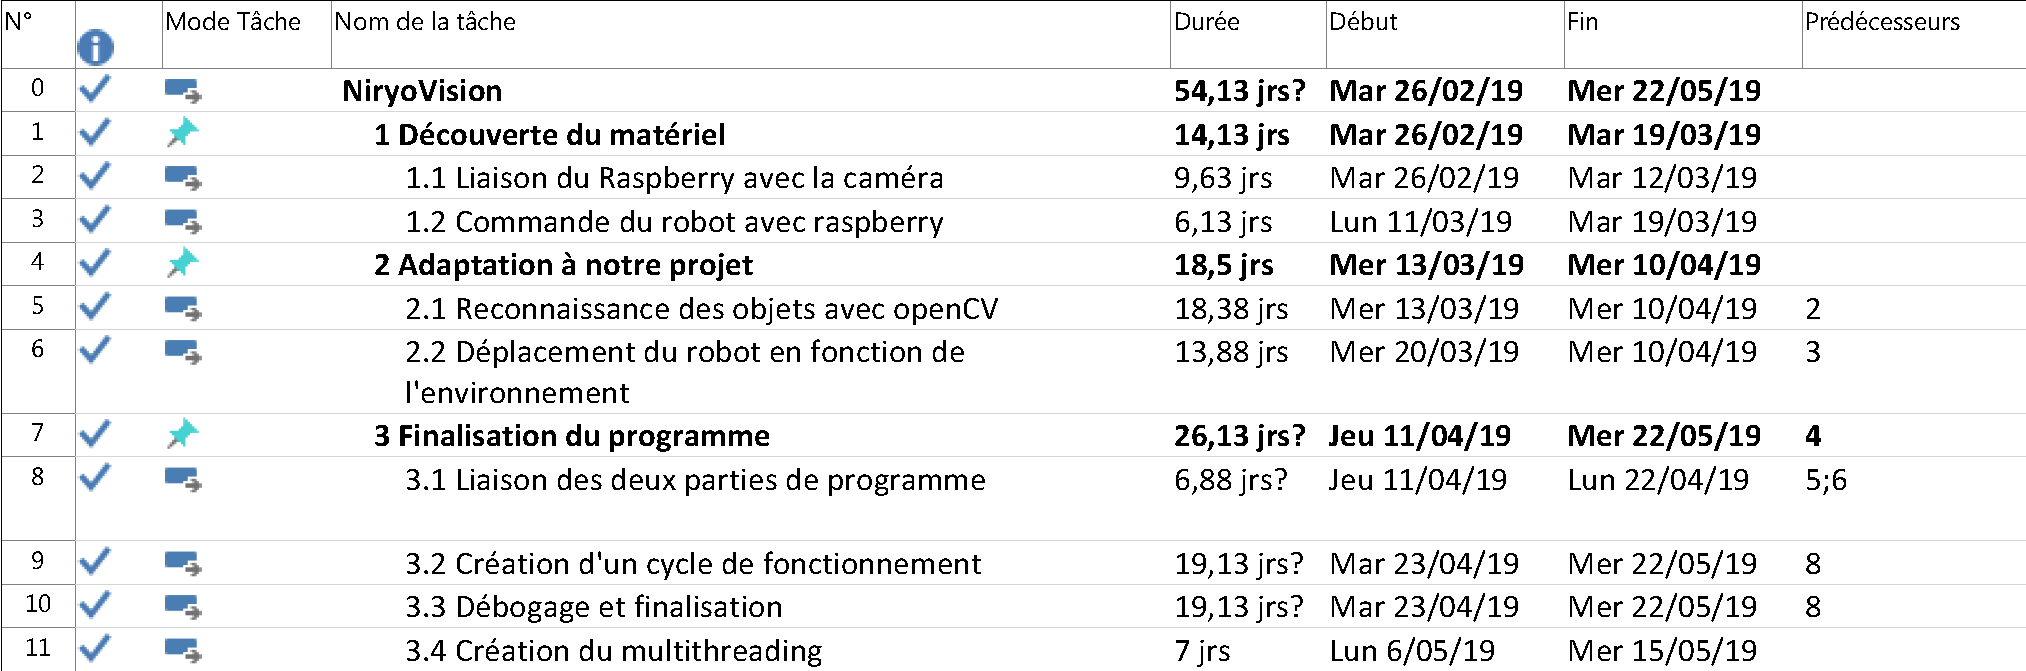 N° Mode Tâche Nom de la tâche Durée Début Fin Prédécesseurs
0 NiryoVision 54,13 jrs? Mar 26/02/19 Mer 22/05/19
1 1 Découverte du matériel 14,13 jrs Mar 26/02/19 Mar 19/03/19
2 1.1 Liaison du Raspberry avec la caméra 9,63 jrs Mar 26/02/19 Mar 12/03/19
3 1.2 Commande du robot avec raspberry 6,13 jrs Lun 11/03/19 Mar 19/03/19
4 2 Adaptation à notre projet 18,5 jrs Mer 13/03/19 Mer 10/04/19
5 2.1 Reconnaissance des objets avec openCV 18,38 jrs Mer 13/03/19 Mer 10/04/19 2
6 2.2 Déplacement du robot en fonction de 13,88 jrs Mer 20/03/19 Mer 10/04/19 3
l'environnement
7 3 Finalisation du programme 26,13 jrs? Jeu 11/04/19 Mer 22/05/19 4
8 3.1 Liaison des deux parties de programme 6,88 jrs? Jeu 11/04/19 Lun 22/04/19 5;6
9 3.2 Création d'un cycle de fonctionnement 19,13 jrs? Mar 23/04/19 Mer 22/05/19 8
10 3.3 Débogage et finalisation 19,13 jrs? Mar 23/04/19 Mer 22/05/19 8
11 3.4 Création du multithreading 7 jrs Lun 6/05/19 Mer 15/05/19